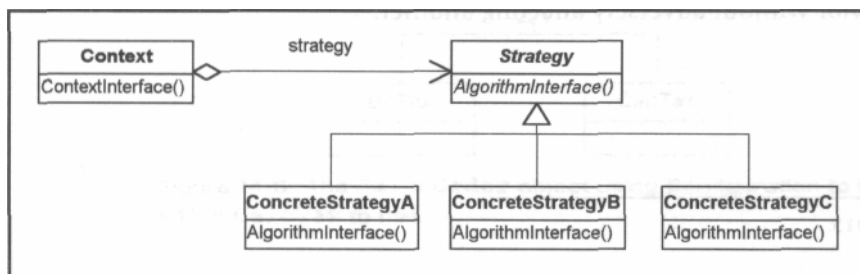 Context
ContextInterface()
strategy
Strategy
AlgorithmInterface()
ConcreteStrategyA
AlgorithmInterface()
ConcreteStrategyB
AlgorithmInterface()
ConcreteStrategyC
AlgorithmInterface()